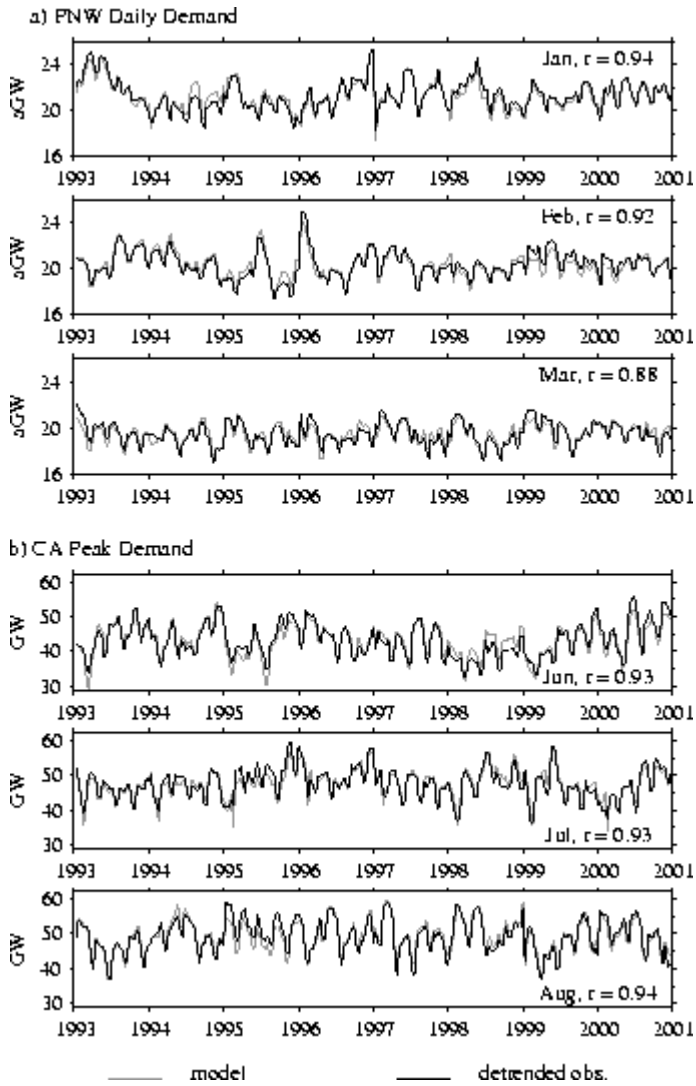 a) PNW Daily Demand
Jan, r = 0.94
aGW
24
20
16
1993 1994 1995 1996 1997 1998 1999 2000 2001
Feb, r = 0.92
aGW
24
20
16
1993 1994 1995 1996 1997 1998 1999 2000 2001
Mar, r = 0.88
aGW
24
20
16
1993 1994 1995 1996 1997 1998 1999 2000 2001
b) CA Peak Demand
GW
60
50
40
30
Jun, r = 0.93
1993 1994 1995 1996 1997 1998 1999 2000 2001
GW
60
50
40
30
Jul, r = 0.93
1993 1994 1995 1996 1997 1998 1999 2000 2001
GW
60
50
40
30
Aug, r = 0.94
1993 1994 1995 1996 1997 1998 1999 2000 2001
model detrended obs.